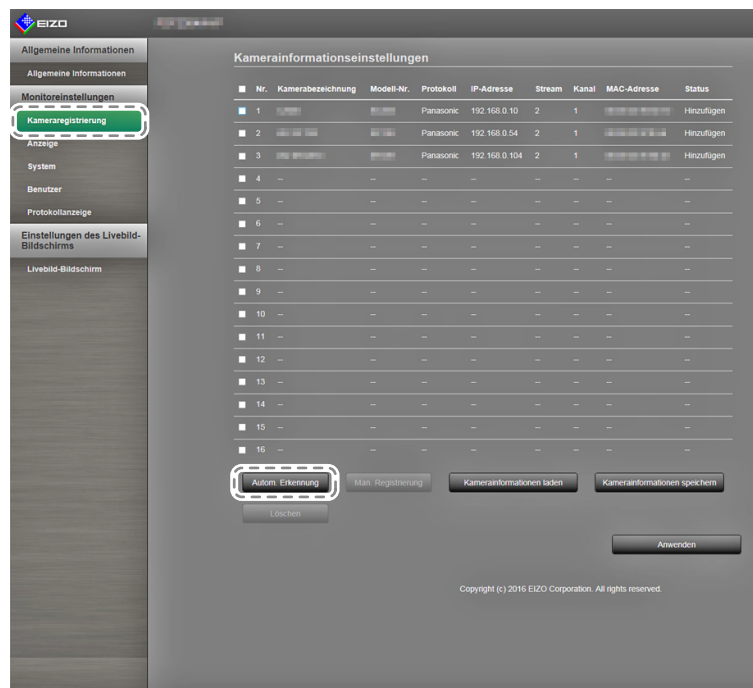 EIZO
Allgemeine Informationen
Allgemeine Informationen
Monitoreinstellungen
Kameraregistrierung
Anzeige
System
Benutzer
Protokollanzeige
Einstellungen des Livebild-
Bildschirms
Livebild-Bildschirm
Kamerainformationseinstellungen
Nr. Kamerabezeichnung Modell-Nr. Protokoll IP-Adresse Stream Kanal MAC-Adresse Status
1 Panasonic 192.168.0.10 2 1 Hinzufügen
2 Panasonic 192.168.0.54 2 1 Hinzufügen
3 Panasonic 192.168.0.104 2 1 Hinzufügen
4 -- -- -- -- -- -- -- --
5 -- -- -- -- -- -- -- --
6 -- -- -- -- -- -- -- --
7 -- -- -- -- -- -- -- --
8 -- -- -- -- -- -- -- --
9 -- -- -- -- -- -- -- --
10 -- -- -- -- -- -- -- --
11 -- -- -- -- -- -- -- --
12 -- -- -- -- -- -- -- --
13 -- -- -- -- -- -- -- --
14 -- -- -- -- -- -- -- --
15 -- -- -- -- -- -- -- --
16 -- -- -- -- -- -- -- --
Autom. Erkennung Man. Registrierung Kamerainformationen laden Kamerainformationen speichern
Löschen
Anwenden
Copyright (c) 2016 EIZO Corporation. All rights reserved.